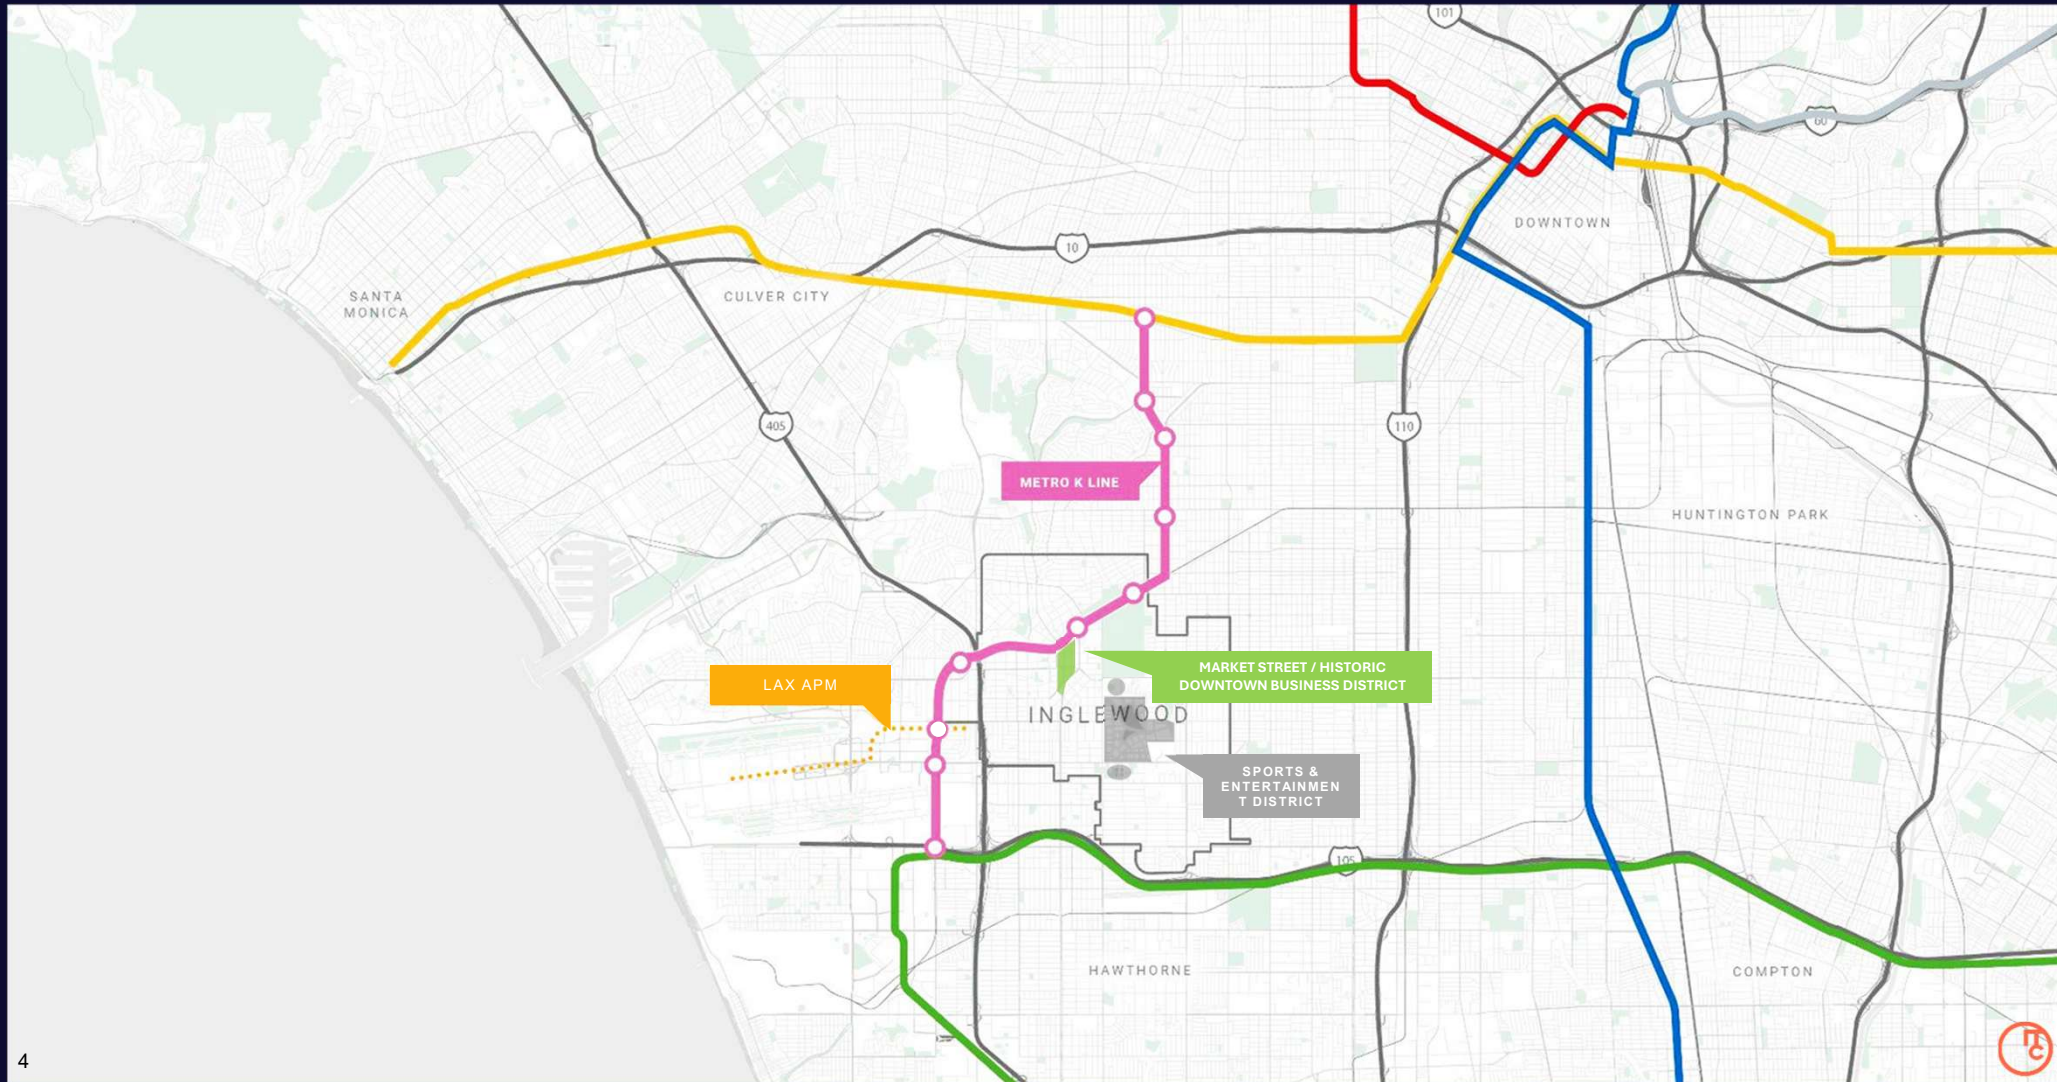 101
60
DOWNTOWN
10
SANTA
MONICA
CULVER CITY
405
110
METRO K LINE
HUNTINGTON PARK
LAX APM
MARKET STREET / HISTORIC
DOWNTOWN BUSINESS DISTRICT
INGLEWOOD
SPORTS &
ENTERTAINMEN
T DISTRICT
105
HAWTHORNE
COMPTON
4
ITC